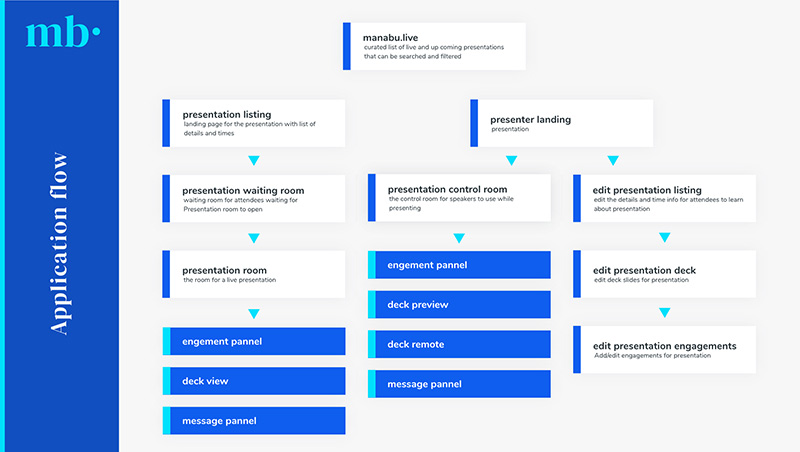 mb.
Application flow
manabu.live
curated list of live and up coming presentations
that can be searched and filtered
presentation listing
landing page for the presentation with list of
details and times
presenter landing
presentation
presentation waiting room
waiting room for attendees waiting for
Presentation room to open
presentation control room
the control room for speakers to use while
presenting
edit presentation listing
edit the details and time info for attendees to learn
about presentation
presentation room
the room for a live presentation
engement pannel
deck view
message pannel
engement pannel
deck preview
deck remote
message pannel
edit presentation deck
edit deck slides for presentation
edit presentation engagements
Add/edit engagements for presentation